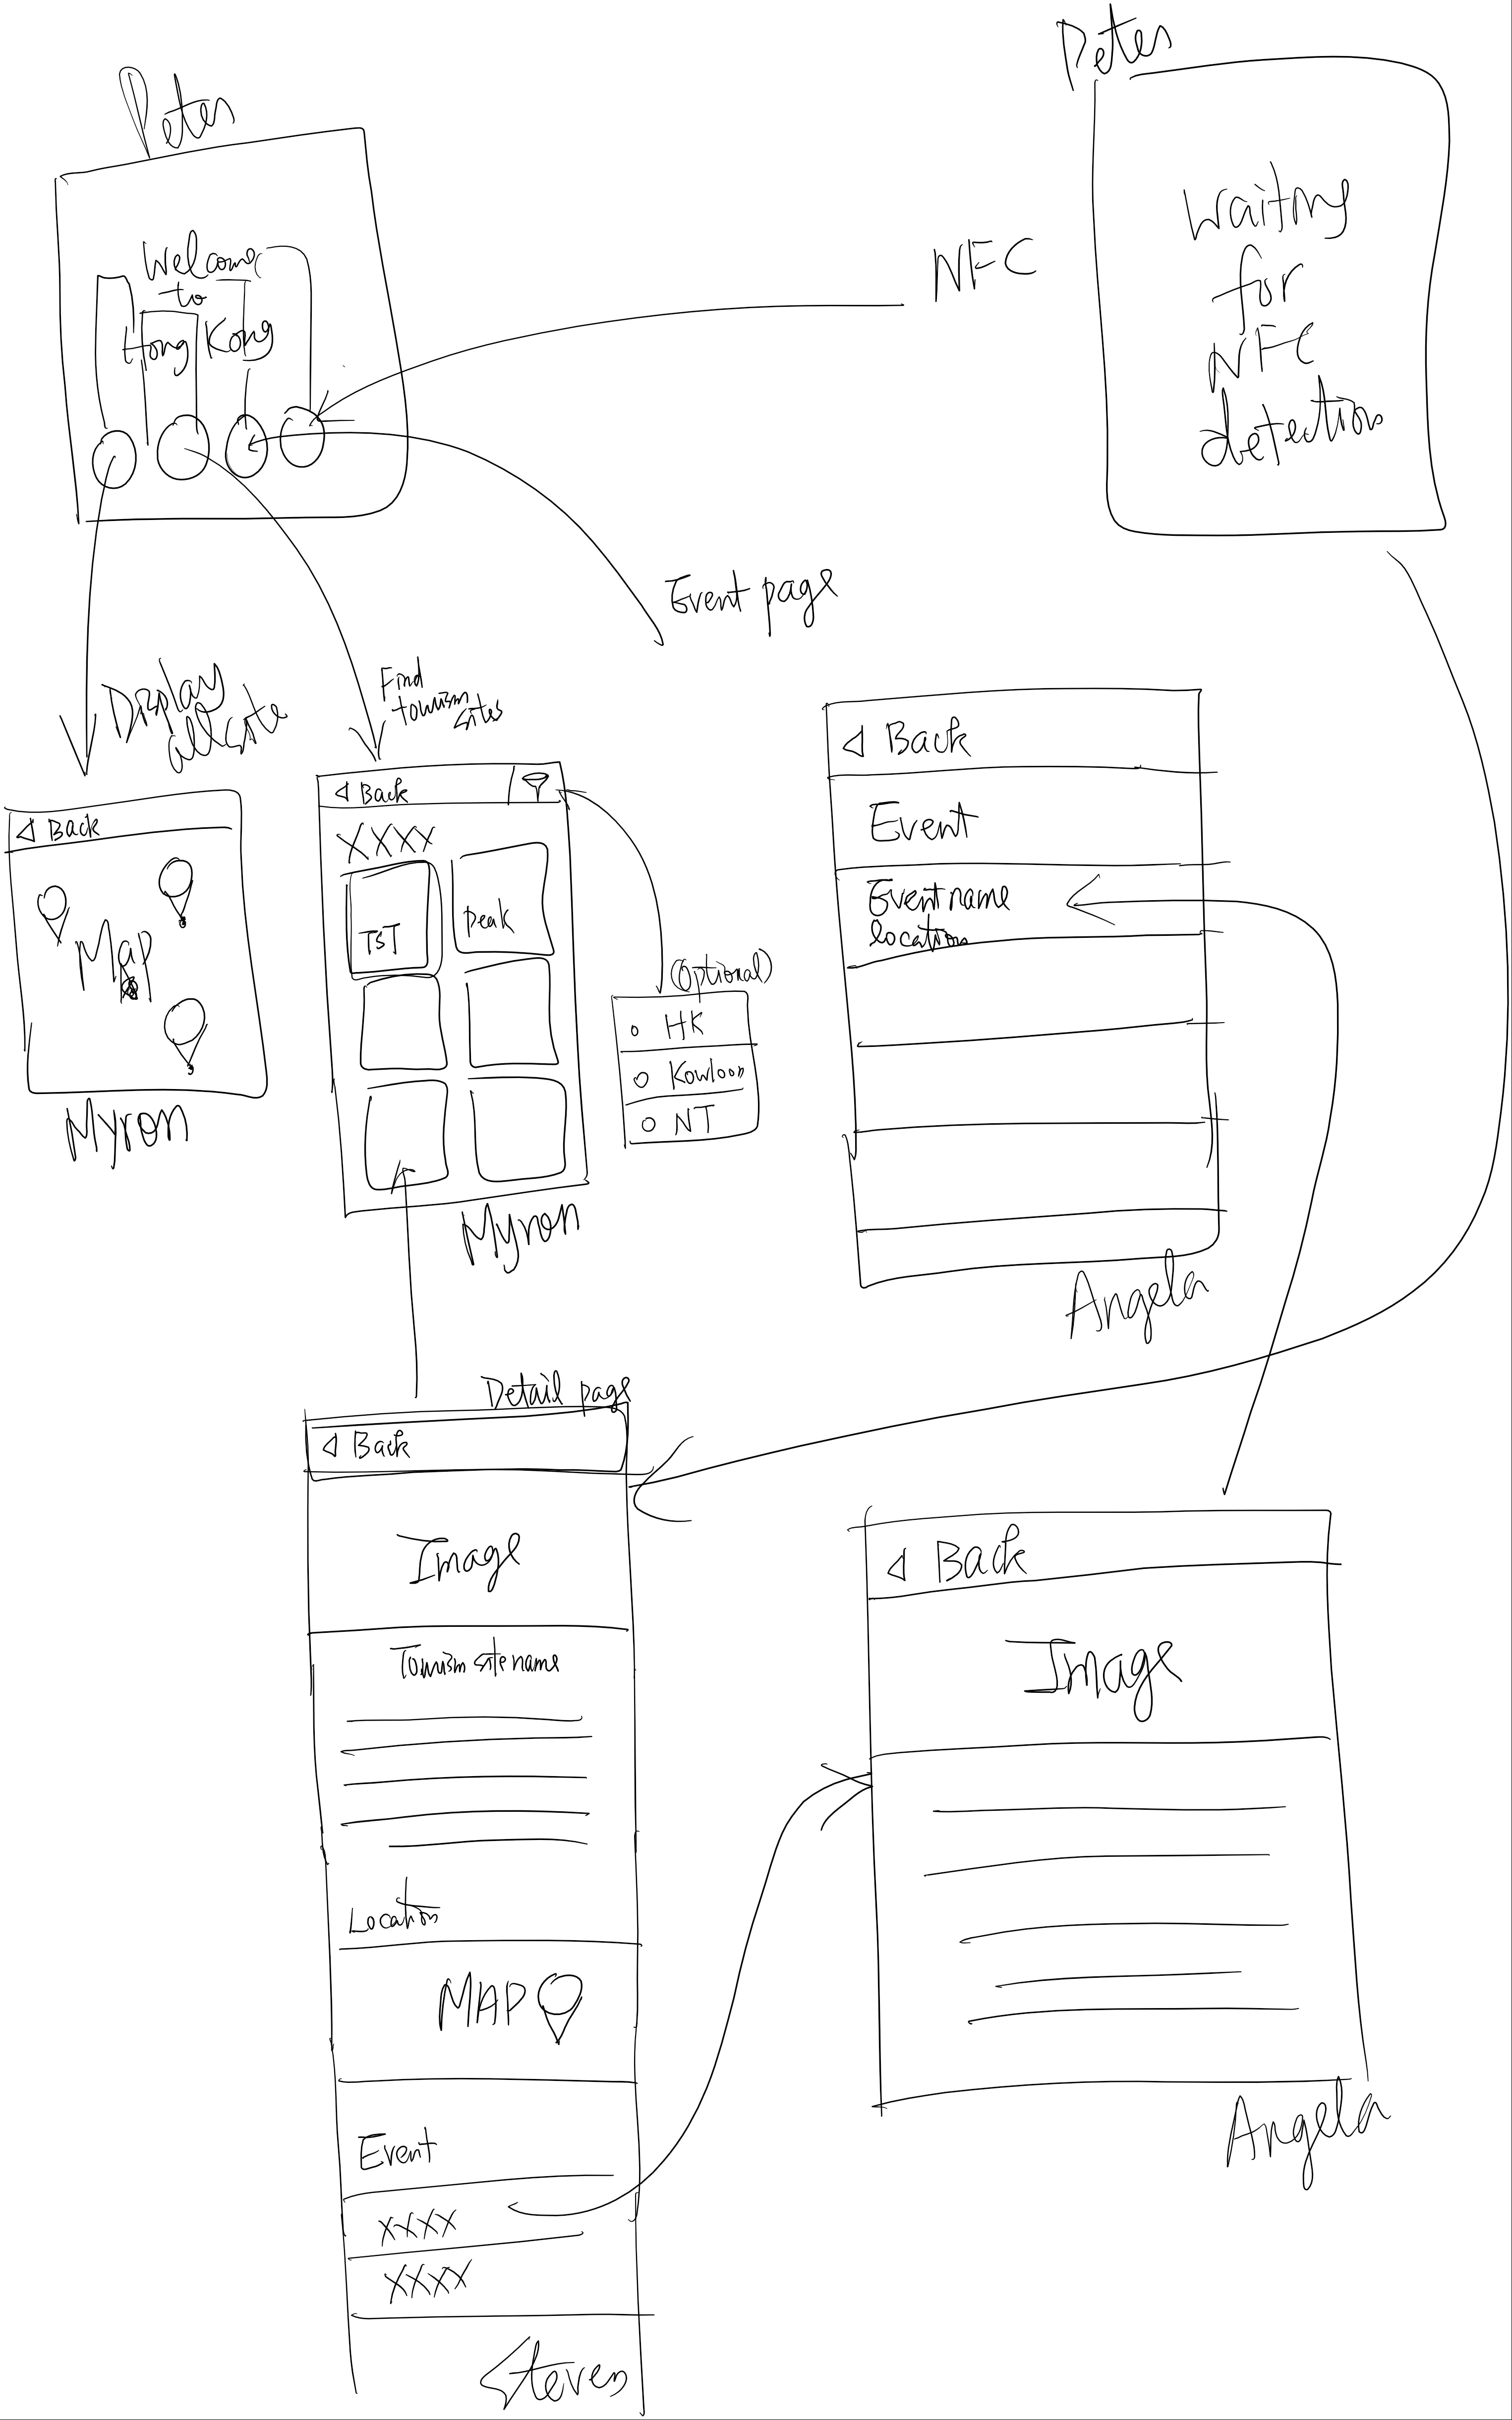 Peter
Welcome
to
Hong Kong
NFC
Peter
Waiting
for
NFC
detection
Event page
Display
all site
Find
tourism
sites
Back
Map
Myron
Back
XXXX
TST
Peak
Myron
(Optional)
HK
Kowloon
NT
Back
Event
Event name
location
Angela
Detail page
Back
Image
Tourism site name
Location
MAP
Event
XXXX
XXXX
Steven
Back
Image
Angela